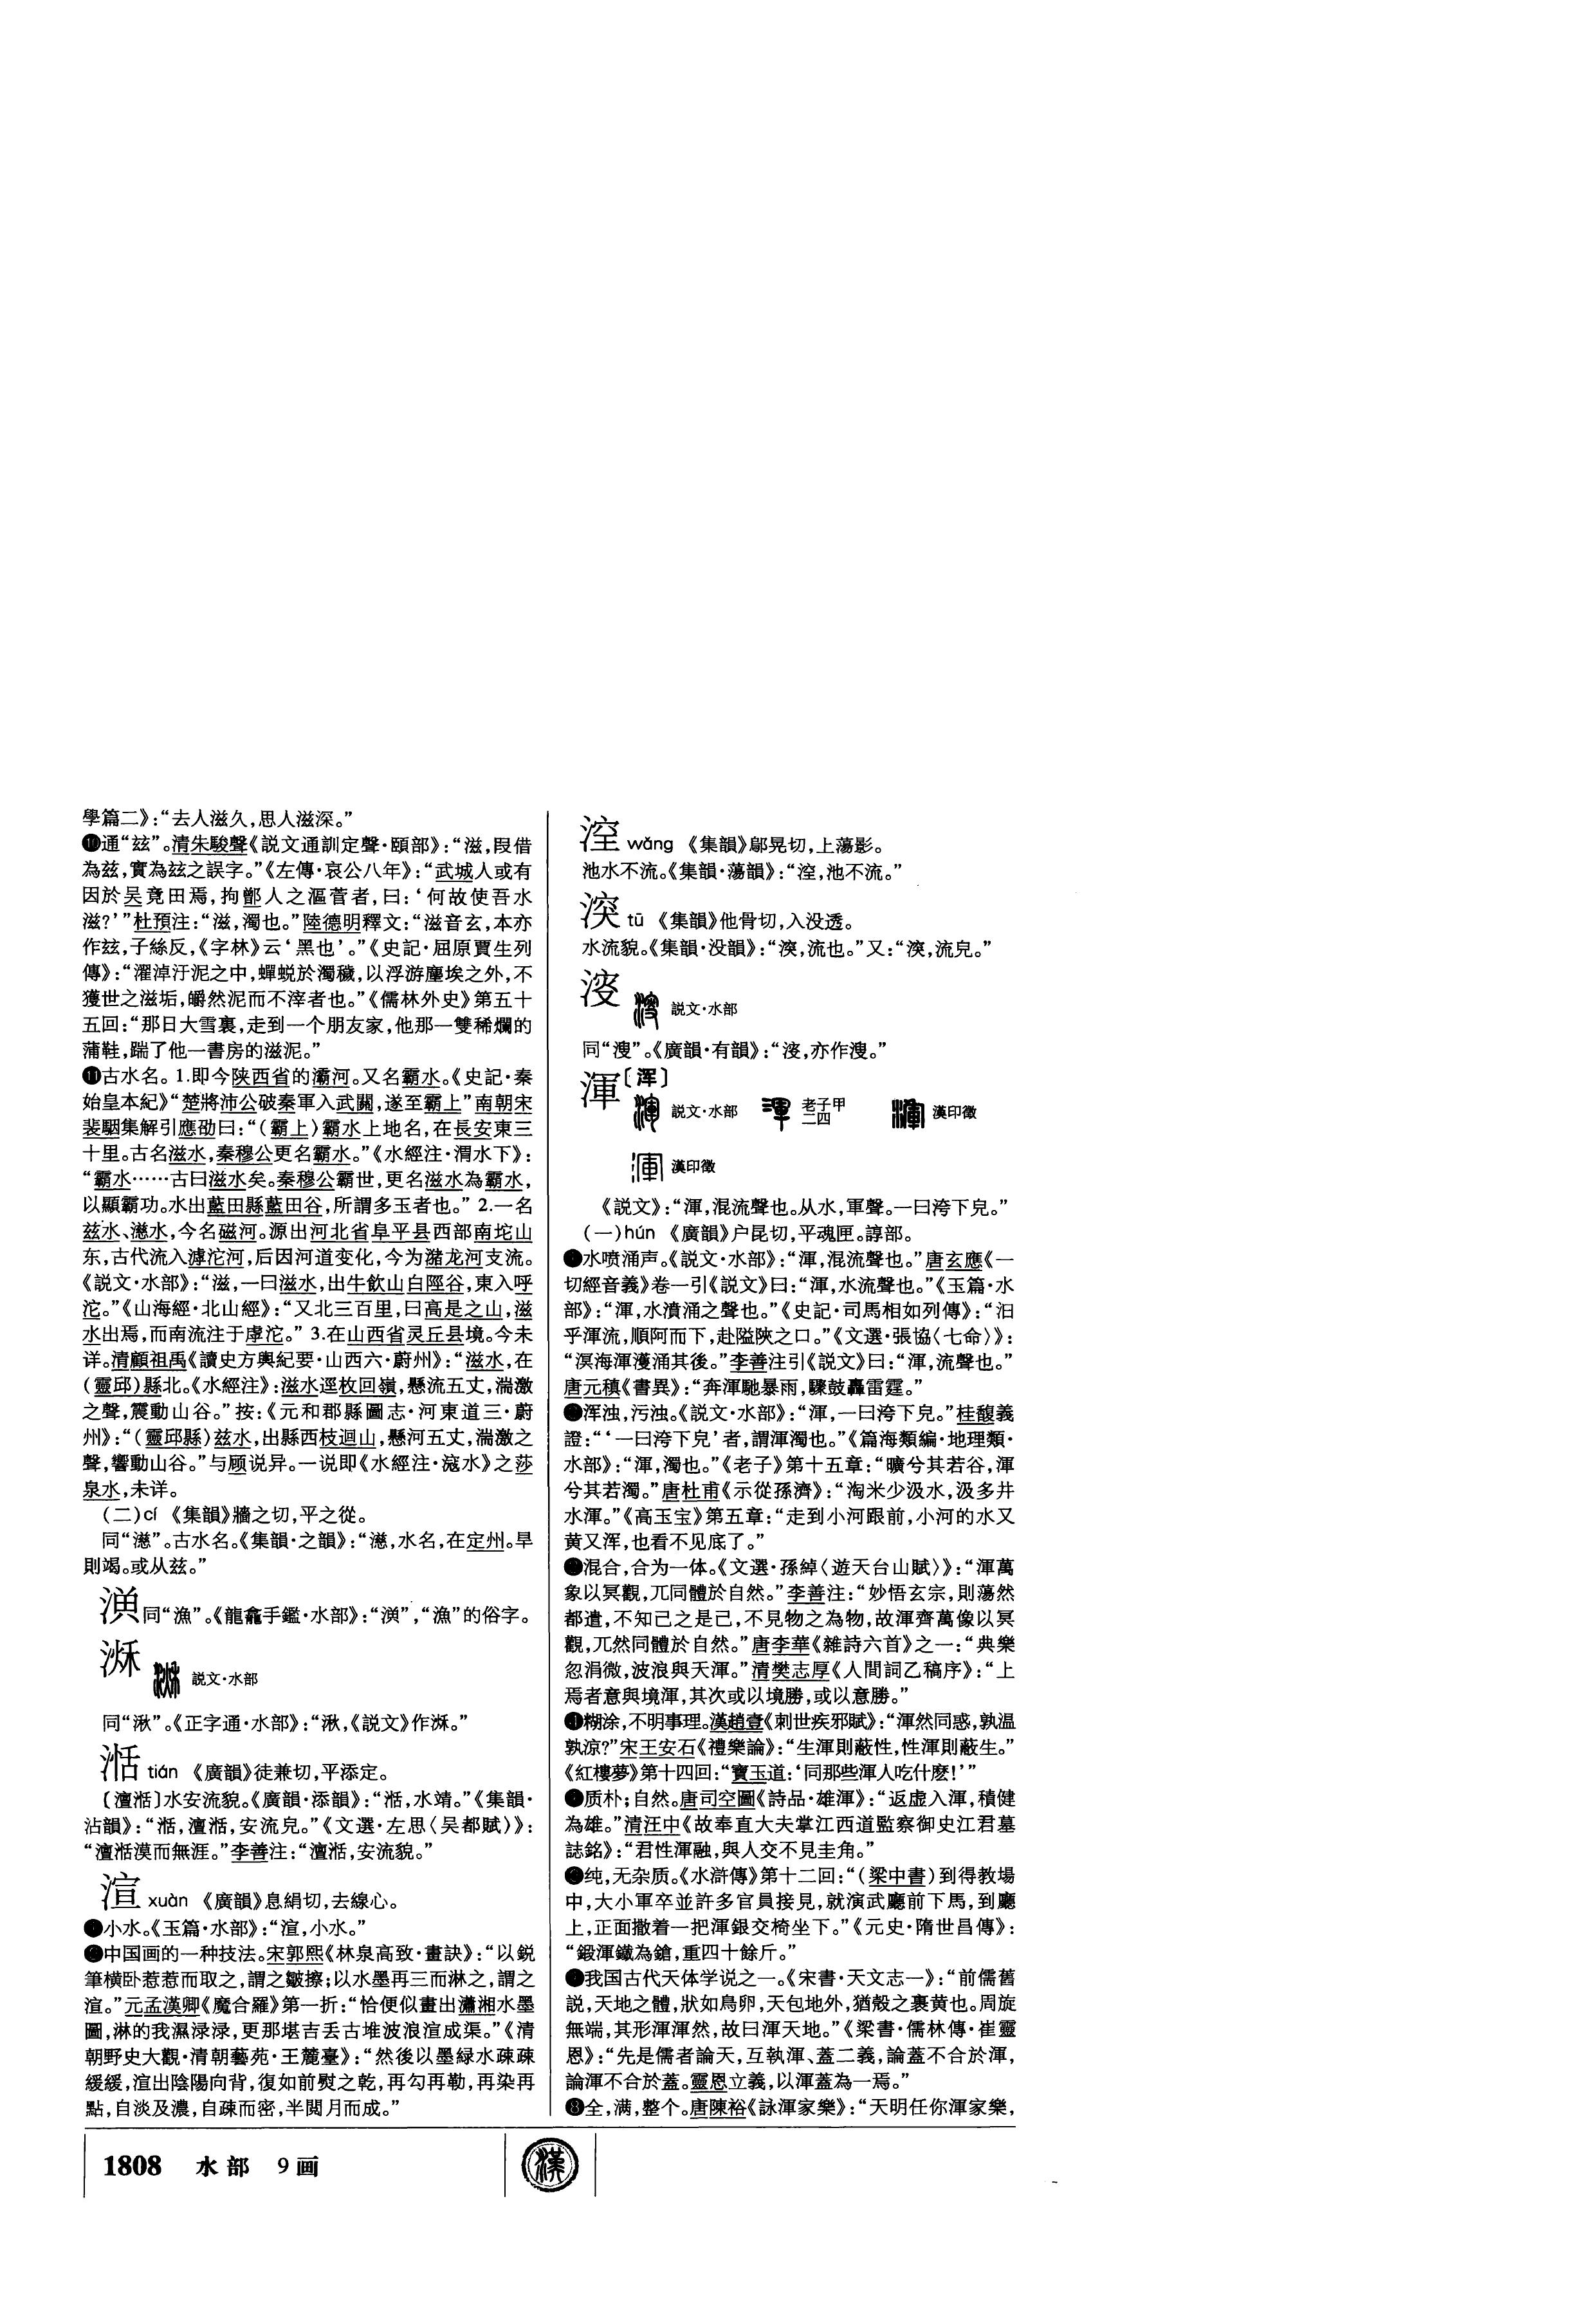 學篇二》：“去人滋久，思人滋深。”
❿通“玆”。清朱駿聲《説文通訓定聲·頤部》：“滋，叚借
為兹，實為玆之誤字。”《左傳·哀公八年》：“武城人或有
因於吴竟田焉，拘鄫人之漚菅者，曰：‘何故使吾水
滋？’”杜預注：“滋，濁也。”陸德明釋文：“滋音玄，本亦
作玆，子絲反，《字林》云‘黑也’。”《史記·屈原賈生列
傳》：“濯淖汙泥之中，蟬蜕於濁穢，以浮游塵埃之外，不
獲世之滋垢，皭然泥而不滓者也。”《儒林外史》第五十
五回：“那日大雪裏，走到一个朋友家，他那一雙稀爛的
蒲鞋，踹了他一書房的滋泥。”
⓫古水名。1.即今陕西省的灞河。又名霸水。《史記·秦
始皇本紀》“楚將沛公破秦軍入武關，遂至霸上”南朝宋
裴駰集解引應劭曰：“（霸上）霸水上地名，在長安東三
十里。古名滋水，秦穆公更名霸水。”《水經注·渭水下》：
“霸水……古曰滋水矣。秦穆公霸世，更名滋水為霸水，
以顯霸功。水出藍田縣藍田谷，所謂多玉者也。” 2.一名
兹水、濨水，今名磁河。源出河北省阜平县西部南坨山
东，古代流入滹沱河，后因河道变化，今为潴龙河支流。
《説文·水部》：“滋，一曰滋水，出牛飲山白陘谷，東入呼
沱。”《山海經·北山經》：“又北三百里，曰高是之山，滋
水出焉，而南流注于虖沱。” 3.在山西省灵丘县境。今未
详。清顧祖禹《讀史方輿紀要·山西六·蔚州》：“滋水，在
（靈邱）縣北。《水經注》：滋水逕枚回嶺，懸流五丈，湍激
之聲，震動山谷。”按：《元和郡縣圖志·河東道三·蔚
州》：“（靈邱縣）兹水，出縣西枝迴山，懸河五丈，湍激之
聲，響動山谷。”与顾说异。一说即《水經注·滱水》之莎
泉水，未详。
（二）cí 《集韻》牆之切，平之從。
同“濨”。古水名。《集韻·之韻》：“濨，水名，在定州。旱
則竭。或从兹。”
同“漁”。《龍龕手鑑·水部》：“”，“漁”的俗字。
説文·水部
同“湫”。《正字通·水部》：“湫，《説文》作。”
湉 tián 《廣韻》徒兼切，平添定。
〔澶湉〕水安流貌。《廣韻·添韻》：“湉，水靖。”《集韻·
沾韻》：“湉，澶湉，安流皃。”《文選·左思〈吴都賦〉》：
“澶湉漠而無涯。”李善注：“澶湉，安流貌。”
渲 xuàn 《廣韻》息絹切，去線心。
❶小水。《玉篇·水部》：“渲，小水。”
❷中国画的一种技法。宋郭熙《林泉高致·畫訣》：“以鋭
筆横卧惹惹而取之，謂之皴擦；以水墨再三而淋之，謂之
渲。”元孟漢卿《魔合羅》第一折：“恰便似畫出瀟湘水墨
圖，淋的我濕渌渌，更那堪吉丢古堆波浪渲成渠。”《清
朝野史大觀·清朝藝苑·王麓臺》：“然後以墨緑水疎疎
緩緩，渲出陰陽向背，復如前熨之乾，再勾再勒，再染再
點，自淡及濃，自疎而密，半閲月而成。”
wǎng 《集韻》鄔晃切，上蕩影。
池水不流。《集韻·蕩韻》：“，池不流。”
湥 tū 《集韻》他骨切，入没透。
水流貌。《集韻·没韻》：“湥，流也。”又：“湥，流皃。”
説文·水部
同“溲”。《廣韻·有韻》：“，亦作溲。”
渾〔浑〕
説文·水部 老子甲二四 漢印徵
漢印徵
《説文》：“渾，混流聲也。从水，軍聲。一曰洿下皃。”
（一）hún 《廣韻》户昆切，平魂匣。諄部。
❶水喷涌声。《説文·水部》：“渾，混流聲也。”唐玄應《一
切經音義》卷一引《説文》曰：“渾，水流聲也。”《玉篇·水
部》：“渾，水濆涌之聲也。”《史記·司馬相如列傳》：“汩
乎渾流，順阿而下，赴隘陝之口。”《文選·張協〈七命〉》：
“溟海渾濩涌其後。”李善注引《説文》曰：“渾，流聲也。”
唐元稹《書異》：“奔渾馳暴雨，驟鼓轟雷霆。”
❷浑浊，污浊。《説文·水部》：“渾，一曰洿下皃。”桂馥義
證：“‘一曰洿下皃’者，謂渾濁也。”《篇海類編·地理類·
水部》：“渾，濁也。”《老子》第十五章：“曠兮其若谷，渾
兮其若濁。”唐杜甫《示從孫濟》：“淘米少汲水，汲多井
水渾。”《高玉宝》第五章：“走到小河跟前，小河的水又
黄又浑，也看不见底了。”
❸混合，合为一体。《文選·孫綽〈遊天台山賦〉》：“渾萬
象以冥觀，兀同體於自然。”李善注：“妙悟玄宗，則蕩然
都遣，不知己之是己，不見物之為物，故渾齊萬像以冥
觀，兀然同體於自然。”唐李華《雜詩六首》之一：“典樂
忽涓微，波浪與天渾。”清樊志厚《人間詞乙稿序》：“上
焉者意與境渾，其次或以境勝，或以意勝。”
❹糊涂，不明事理。漢趙壹《刺世疾邪賦》：“渾然同惑，孰温
孰涼？”宋王安石《禮樂論》：“生渾則蔽性，性渾則蔽生。”
《紅樓夢》第十四回：“寶玉道：‘同那些渾人吃什麽！’”
❺质朴；自然。唐司空圖《詩品·雄渾》：“返虚入渾，積健
為雄。”清汪中《故奉直大夫掌江西道監察御史江君墓
誌銘》：“君性渾融，與人交不見圭角。”
❻纯，无杂质。《水滸傳》第十二回：“（梁中書）到得教場
中，大小軍卒並許多官員接見，就演武廳前下馬，到廳
上，正面撒着一把渾銀交椅坐下。”《元史·隋世昌傳》：
“鍛渾鐵為鎗，重四十餘斤。”
❼我国古代天体学说之一。《宋書·天文志一》：“前儒舊
説，天地之體，狀如鳥卵，天包地外，猶殼之裹黄也。周旋
無端，其形渾渾然，故曰渾天地。”《梁書·儒林傳·崔靈
恩》：“先是儒者論天，互執渾、蓋二義，論蓋不合於渾，
論渾不合於蓋。靈恩立義，以渾蓋為一焉。”
❽全，满，整个。唐陳裕《詠渾家樂》：“天明任你渾家樂，
1808 水部 9画
漢